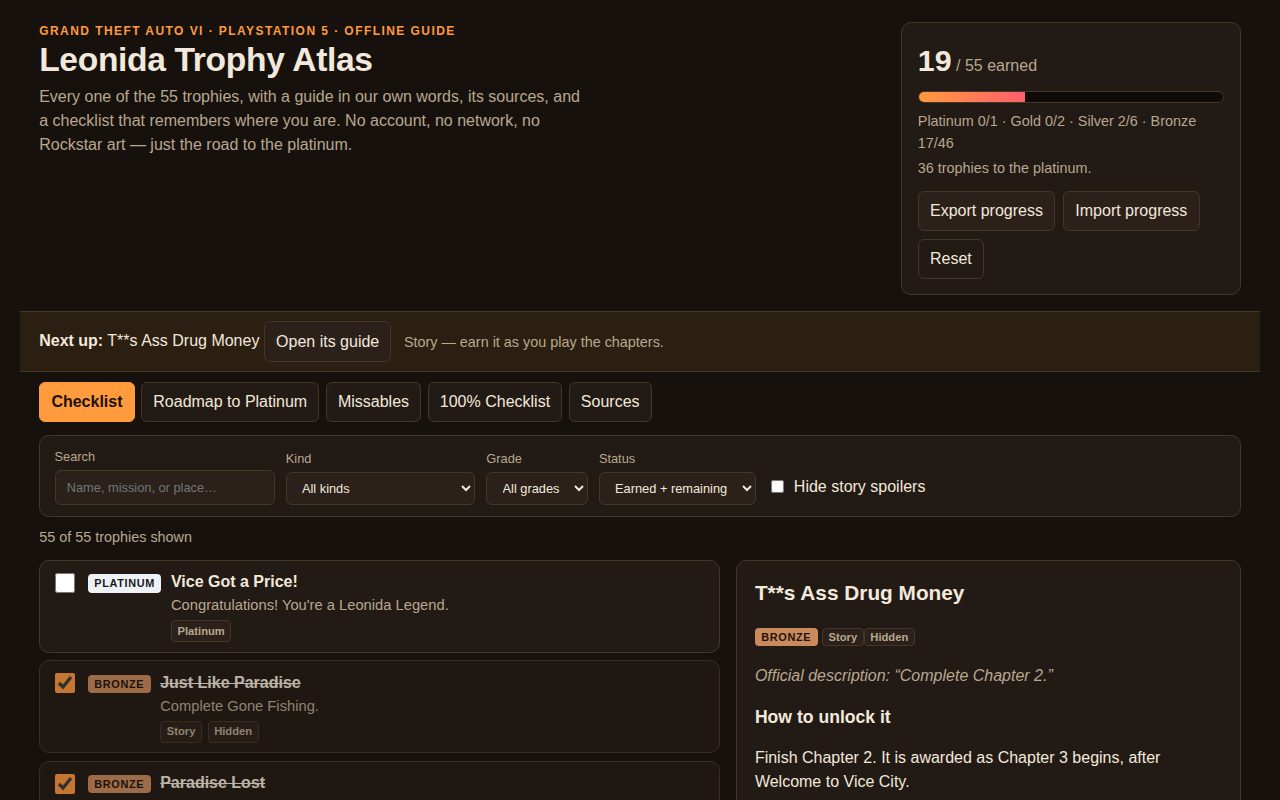 GRAND THEFT AUTO VI · PLAYSTATION 5 · OFFLINE GUIDE
Leonida Trophy Atlas
Every one of the 55 trophies, with a guide in our own words, its sources, and
a checklist that remembers where you are. No account, no network, no
Rockstar art — just the road to the platinum.
19 / 55 earned
Platinum 0/1 · Gold 0/2 · Silver 2/6 · Bronze
17/46
36 trophies to the platinum.
Export progress
Import progress
Reset
Next up: T**s Ass Drug Money
Open its guide
Story — earn it as you play the chapters.
Checklist
Roadmap to Platinum
Missables
100% Checklist
Sources
Search
Name, mission, or place…
Kind
All kinds
Grade
All grades
Status
Earned + remaining
Hide story spoilers
55 of 55 trophies shown
PLATINUM
Vice Got a Price!
Congratulations! You're a Leonida Legend.
Platinum
BRONZE
Just Like Paradise
Complete Gone Fishing.
Story
Hidden
BRONZE
Paradise Lost
T**s Ass Drug Money
BRONZE
Story
Hidden
Official description: “Complete Chapter 2.”
How to unlock it
Finish Chapter 2. It is awarded as Chapter 3 begins, after
Welcome to Vice City.